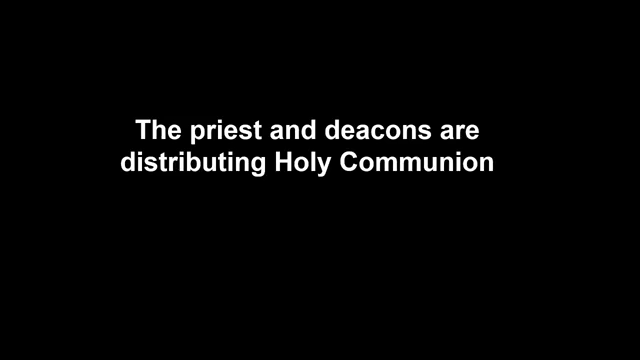 The priest and deacons are
distributing Holy Communion